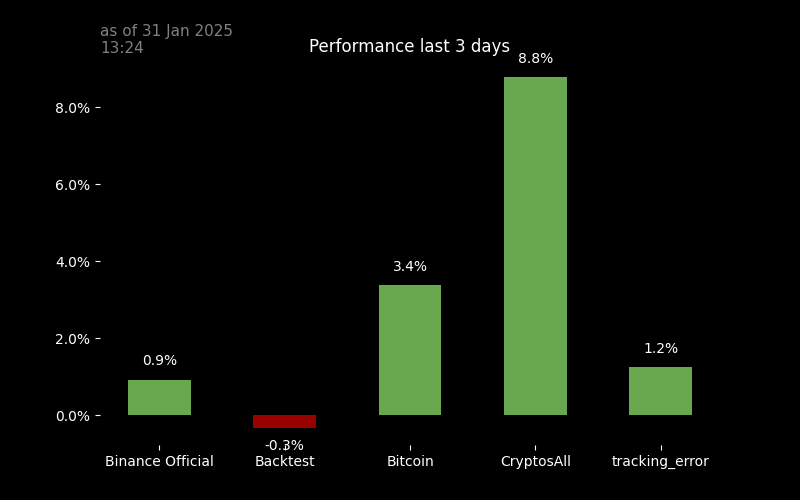 as of 31 Jan 2025
13:24
Performance last 3 days
8.8%
8.0%
6.0%
4.0%
3.4%
2.0%
1.2%
0.9%
0.0%
-0.3%
Binance Official
Backtest
Bitcoin
CryptosAll
tracking_error